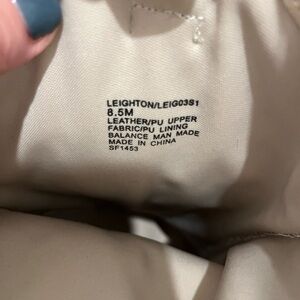 LEIGHTON/LEIG03S1
8.5M
LEATHER/PU UPPER
FABRIC/PU LINING
BALANCE MAN MADE
MADE IN CHINA
SF1453